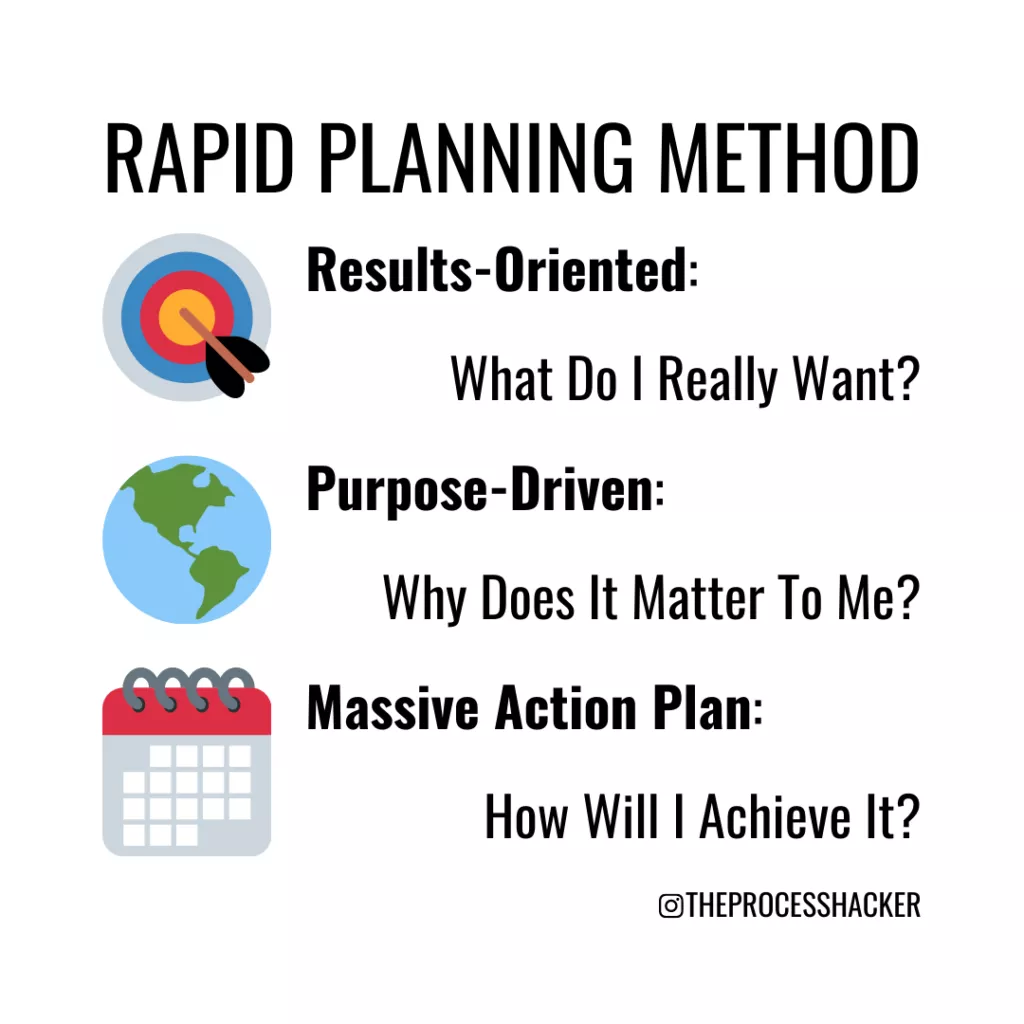 RAPID PLANNING METHOD
Results-Oriented:
What Do I Really Want?
Purpose-Driven:
Why Does It Matter To Me?
Massive Action Plan:
How Will I Achieve It?
THEPROCESSHACKER